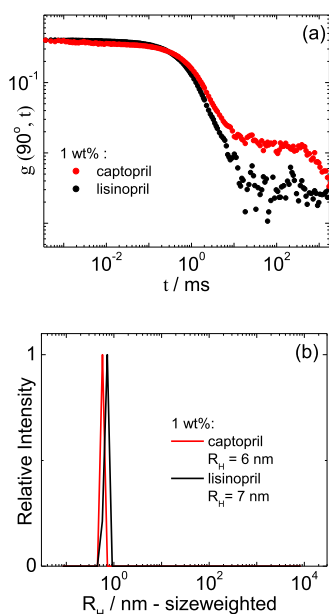 (a)
10⁻¹
g (90°, t)
1 wt% :
captopril
lisinopril
10⁻² 10⁰ 10²
t / ms
(b)
1
Relative Intensity
1 wt%:
captopril
R_H = 6 nm
lisinopril
R_H= 7 nm
0
10⁰ 10² 10⁴
R_H / nm - sizeweighted